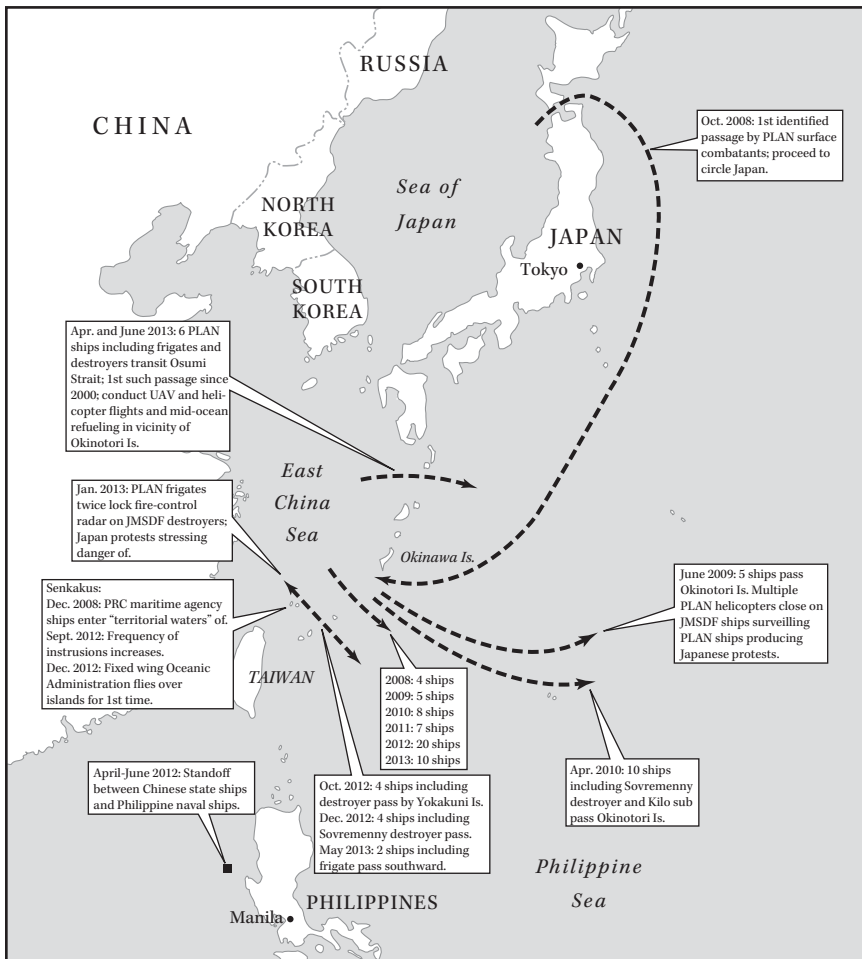 RUSSIA
CHINA
Oct. 2008: 1st identified
passage by PLAN surface
combatants; proceed to
circle Japan.
Sea of
Japan
NORTH
KOREA
JAPAN
Tokyo
SOUTH
KOREA
Apr. and June 2013: 6 PLAN
ships including frigates and
destroyers transit Osumi
Strait; 1st such passage since
2000; conduct UAV and heli-
copter flights and mid-ocean
refueling in vicinity of
Okinotori Is.
East
China
Sea
Jan. 2013: PLAN frigates
twice lock fire-control
radar on JMSDF destroyers;
Japan protests stressing
danger of.
Okinawa Is.
June 2009: 5 ships pass
Okinotori Is. Multiple
PLAN helicopters close on
JMSDF ships surveilling
PLAN ships producing
Japanese protests.
Senkakus:
Dec. 2008: PRC maritime agency
ships enter “territorial waters” of.
Sept. 2012: Frequency of
instrusions increases.
Dec. 2012: Fixed wing Oceanic
Administration flies over
islands for 1st time.
TAIWAN
2008: 4 ships
2009: 5 ships
2010: 8 ships
2011: 7 ships
2012: 20 ships
2013: 10 ships
April-June 2012: Standoff
between Chinese state ships
and Philippine naval ships.
Oct. 2012: 4 ships including
destroyer pass by Yokakuni Is.
Dec. 2012: 4 ships including
Sovremenny destroyer pass.
May 2013: 2 ships including
frigate pass southward.
Apr. 2010: 10 ships
including Sovremenny
destroyer and Kilo sub
pass Okinotori Is.
Philippine
Sea
PHILIPPINES
Manila